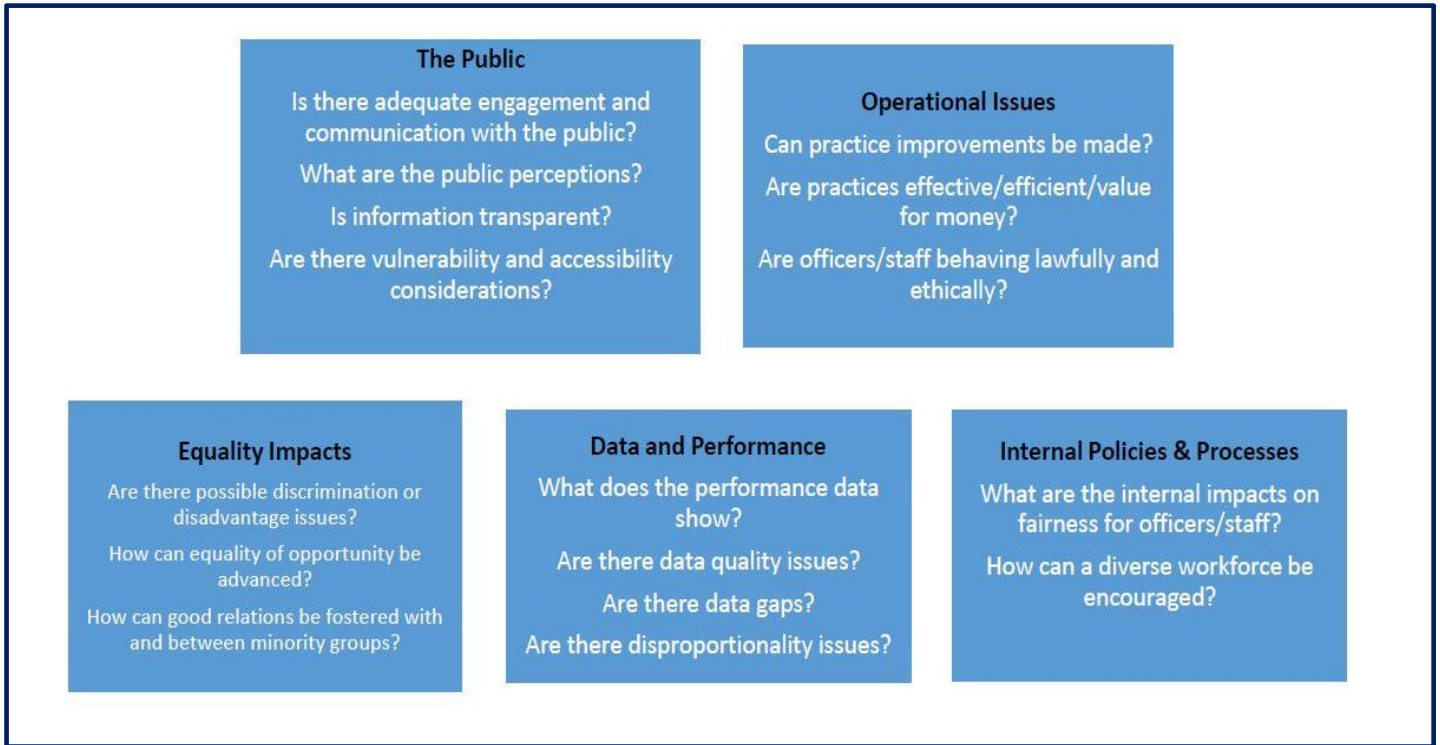 The Public
Is there adequate engagement and
communication with the public?
What are the public perceptions?
Is information transparent?
Are there vulnerability and accessibility
considerations?
Operational Issues
Can practice improvements be made?
Are practices effective/efficient/value
for money?
Are officers/staff behaving lawfully and
ethically?
Equality Impacts
Are there possible discrimination or
disadvantage issues?
How can equality of opportunity be
advanced?
How can good relations be fostered with
and between minority groups?
Data and Performance
What does the performance data
show?
Are there data quality issues?
Are there data gaps?
Are there disproportionality issues?
Internal Policies & Processes
What are the internal impacts on
fairness for officers/staff?
How can a diverse workforce be
encouraged?